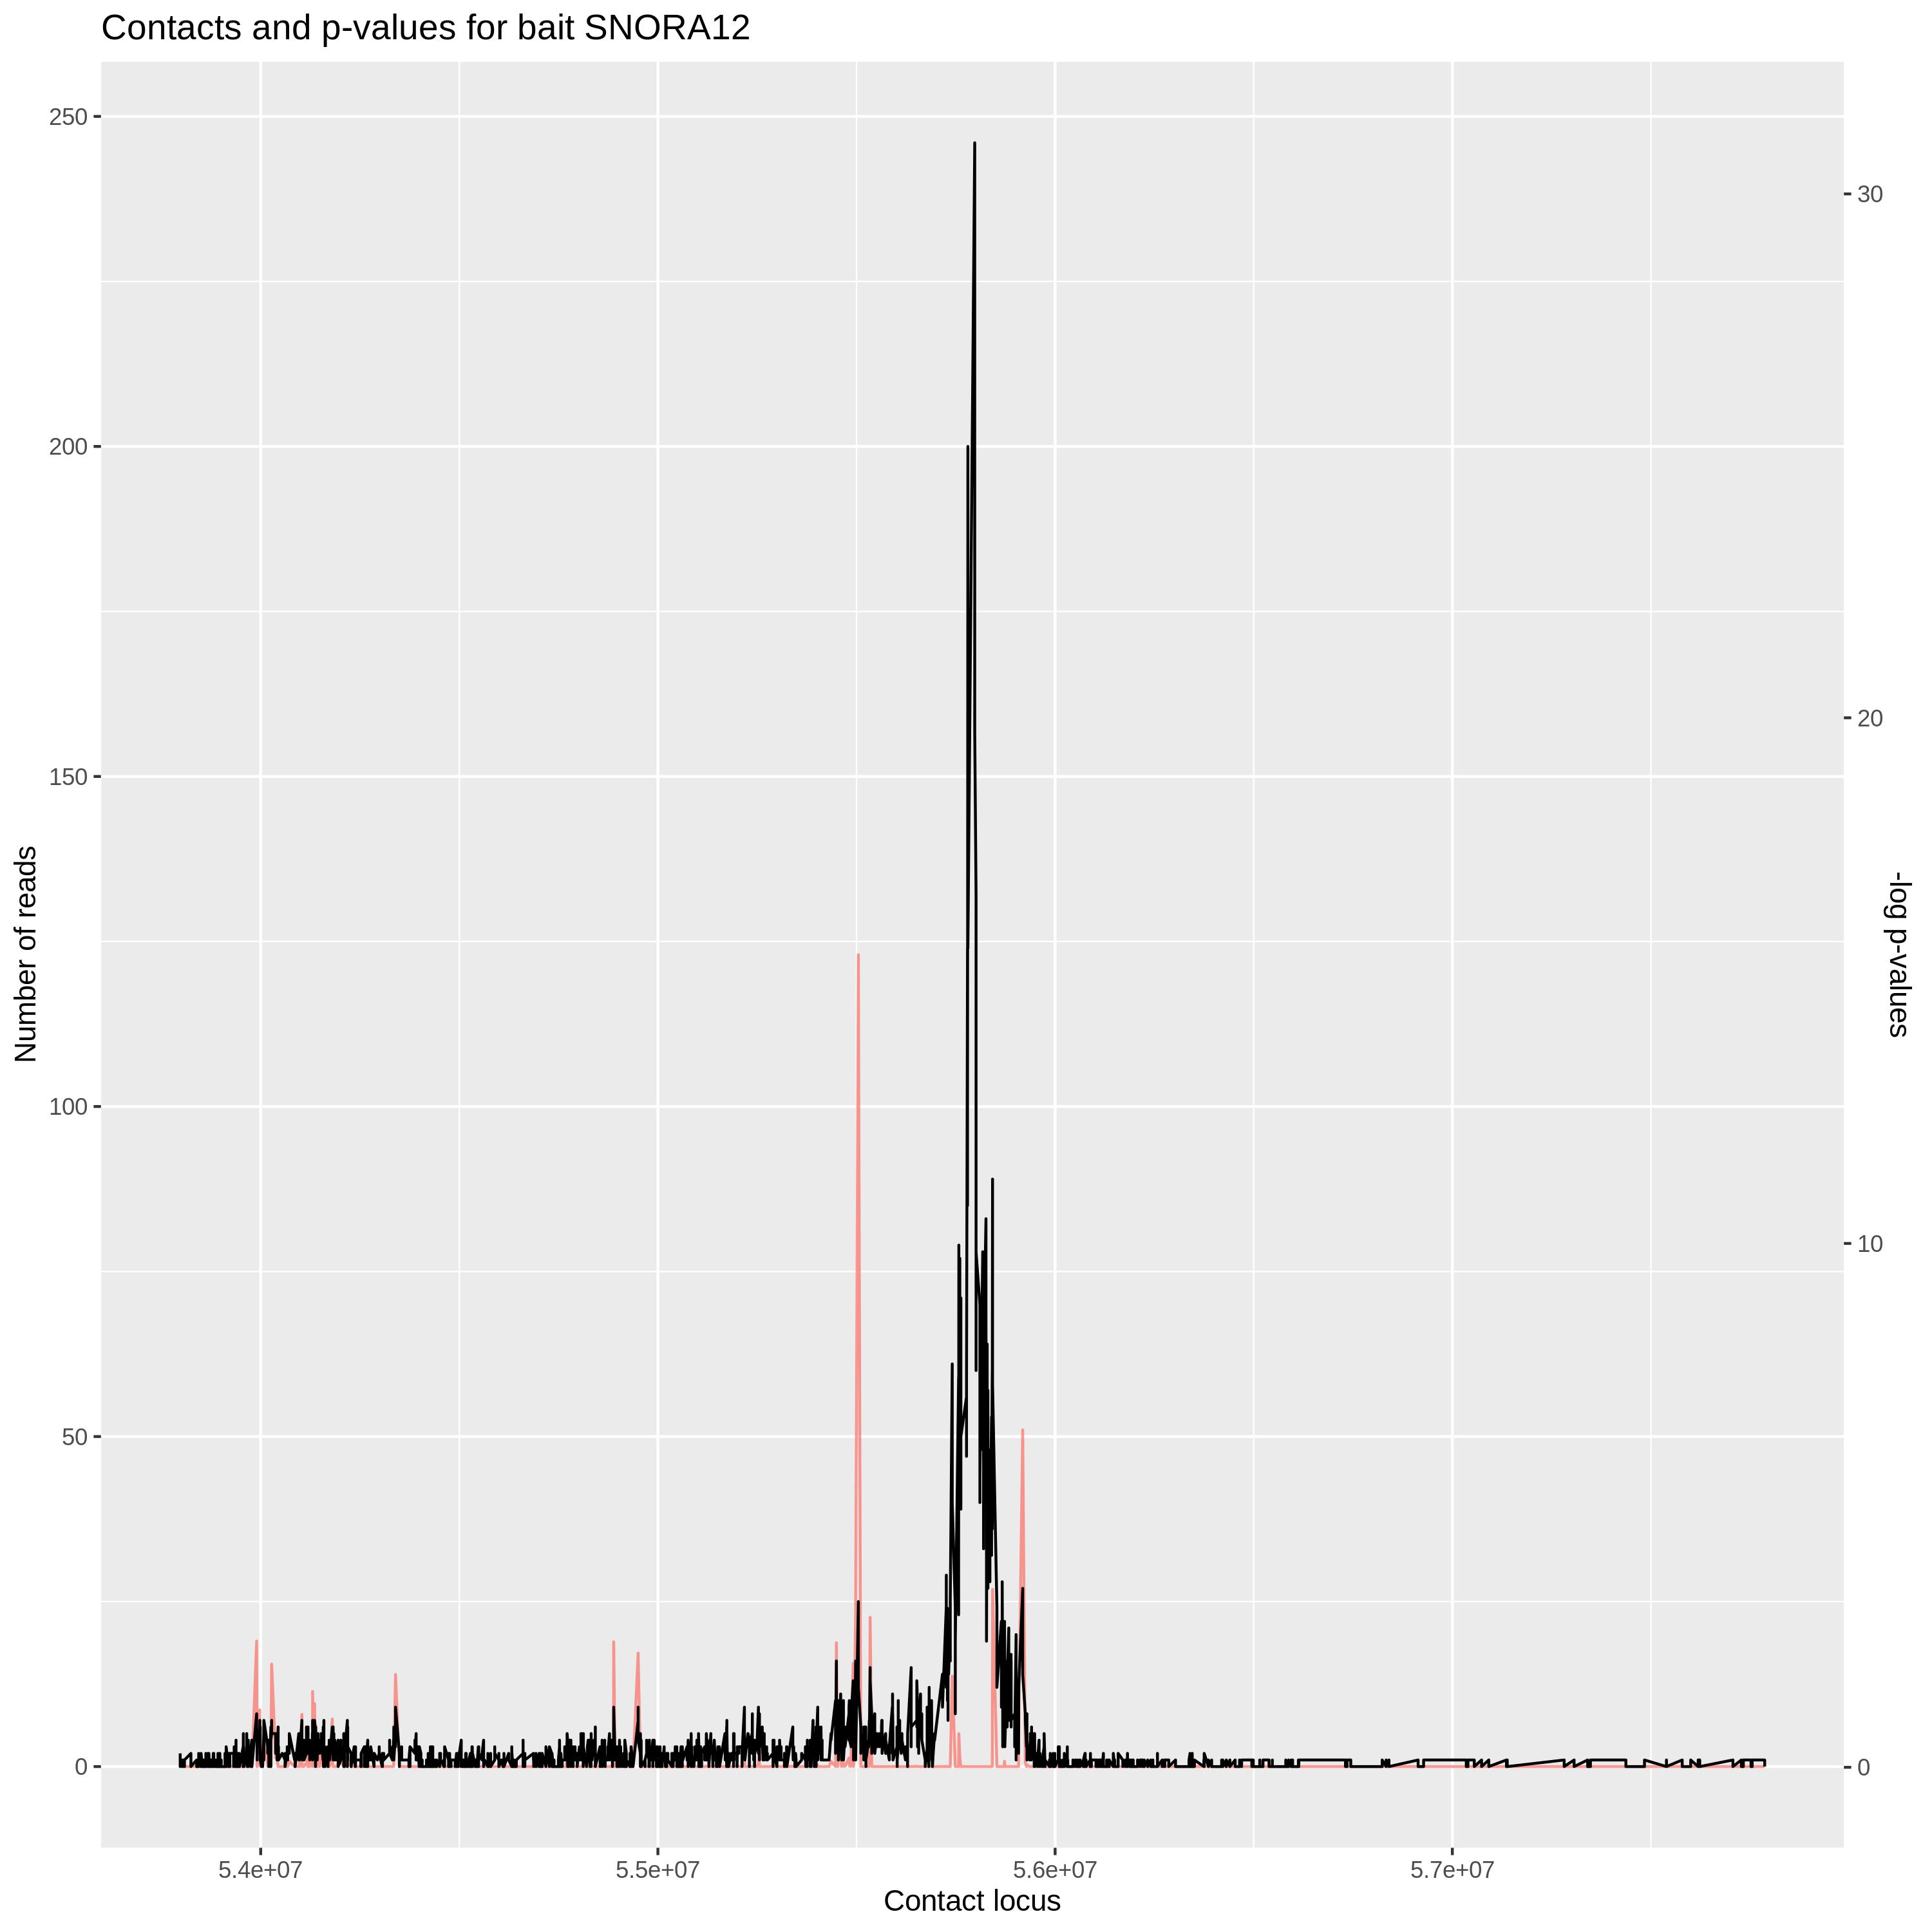 Contacts and p-values for bait SNORA12
250
200
150
100
50
0
Number of reads
30
20
10
0
-log p-values
5.4e+07
5.5e+07
5.6e+07
5.7e+07
Contact locus